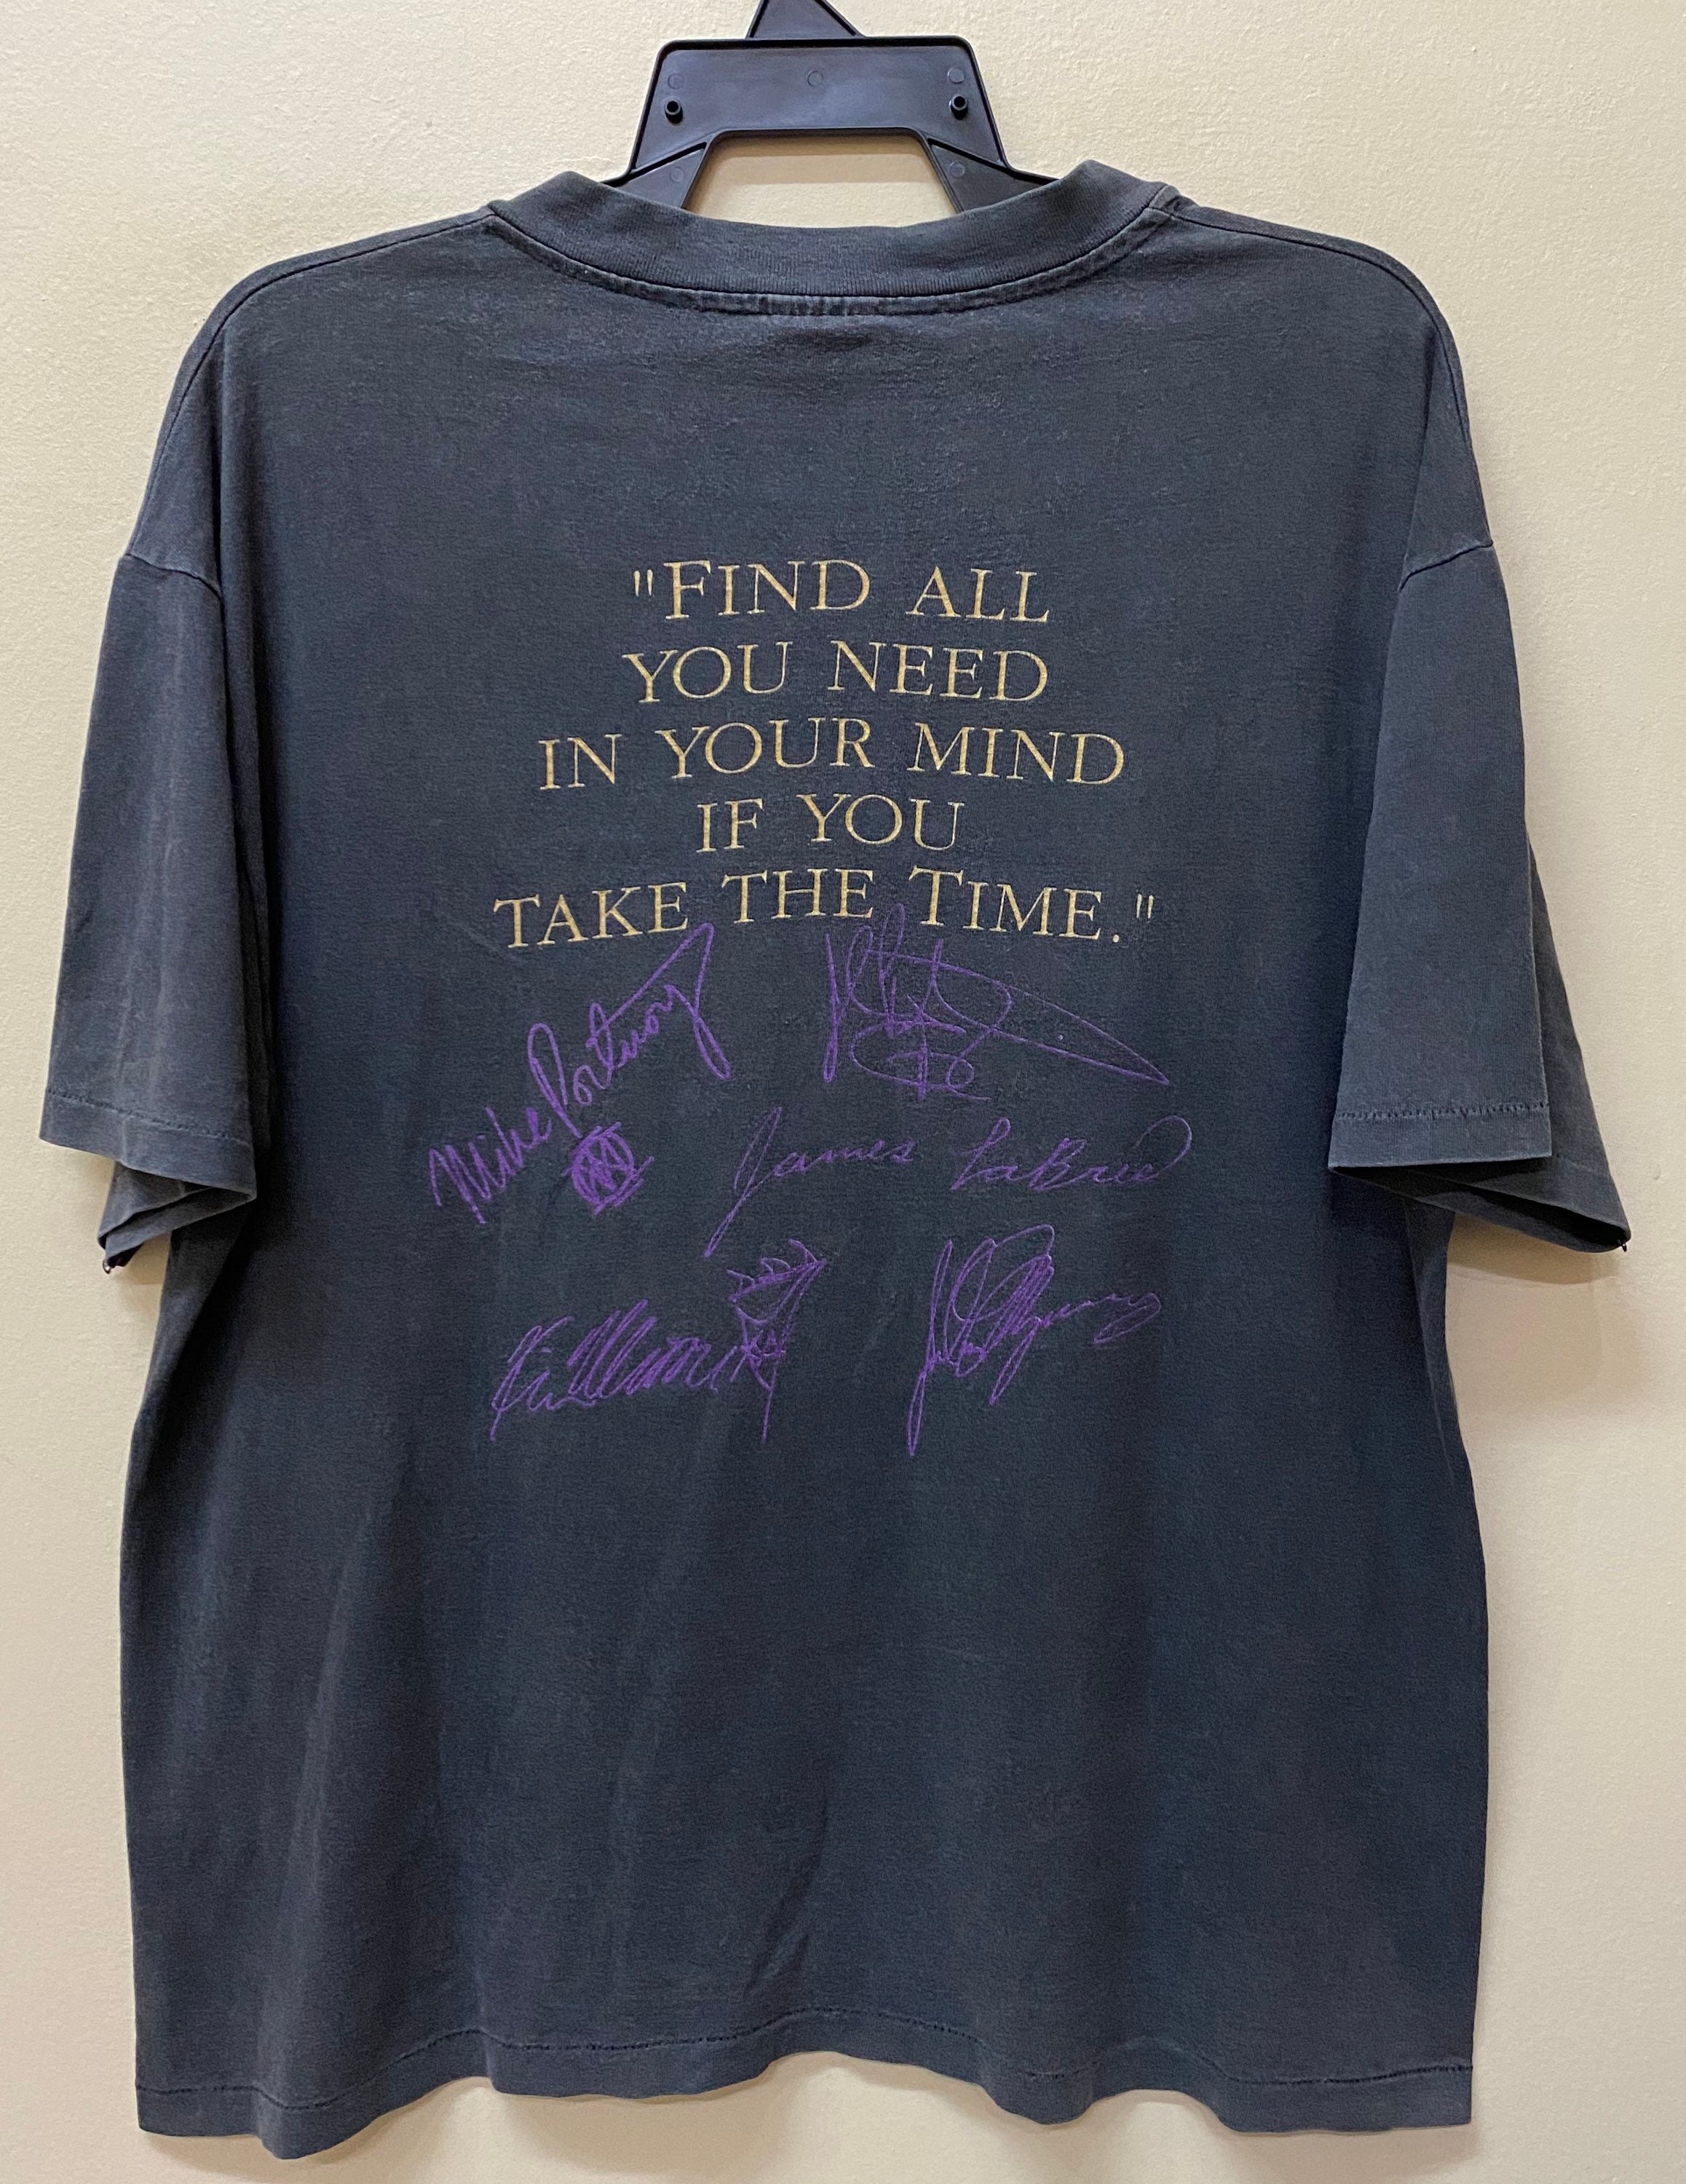 "FIND ALL
YOU NEED
IN YOUR MIND
IF YOU
TAKE THE TIME."
Mike Portnoy
James LaBrie